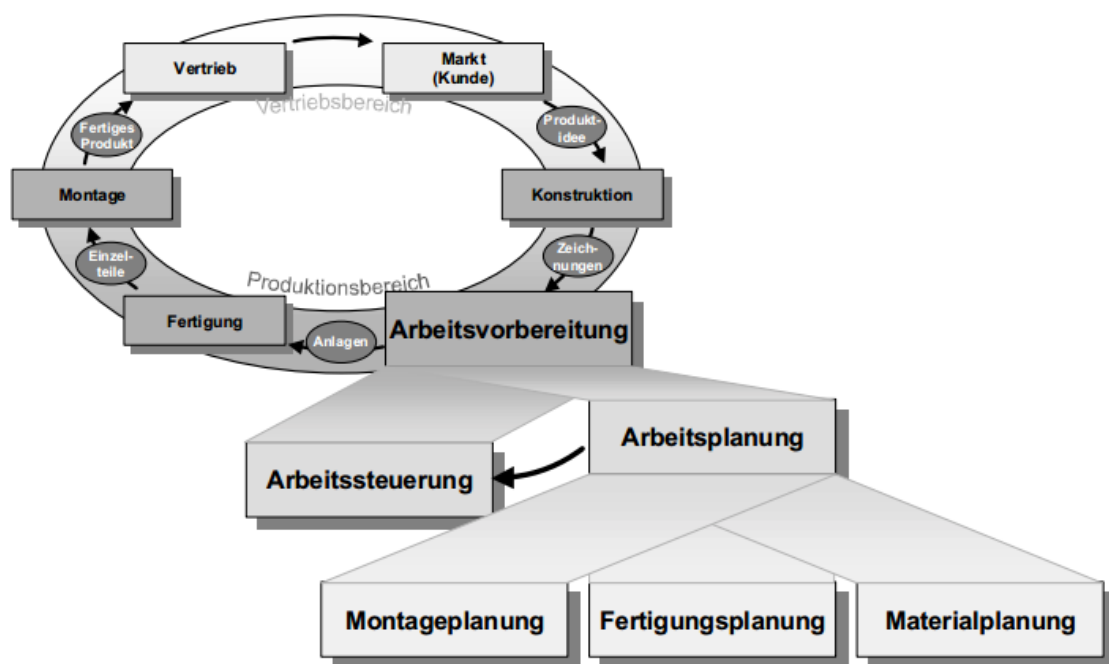 Vertrieb
Markt
(Kunde)
Vertriebsbereich
Fertiges
Produkt
Produkt-
idee
Montage
Konstruktion
Einzel-
teile
Zeich-
nungen
Produktionsbereich
Fertigung
Anlagen
Arbeitsvorbereitung
Arbeitsplanung
Arbeitssteuerung
Montageplanung
Fertigungsplanung
Materialplanung